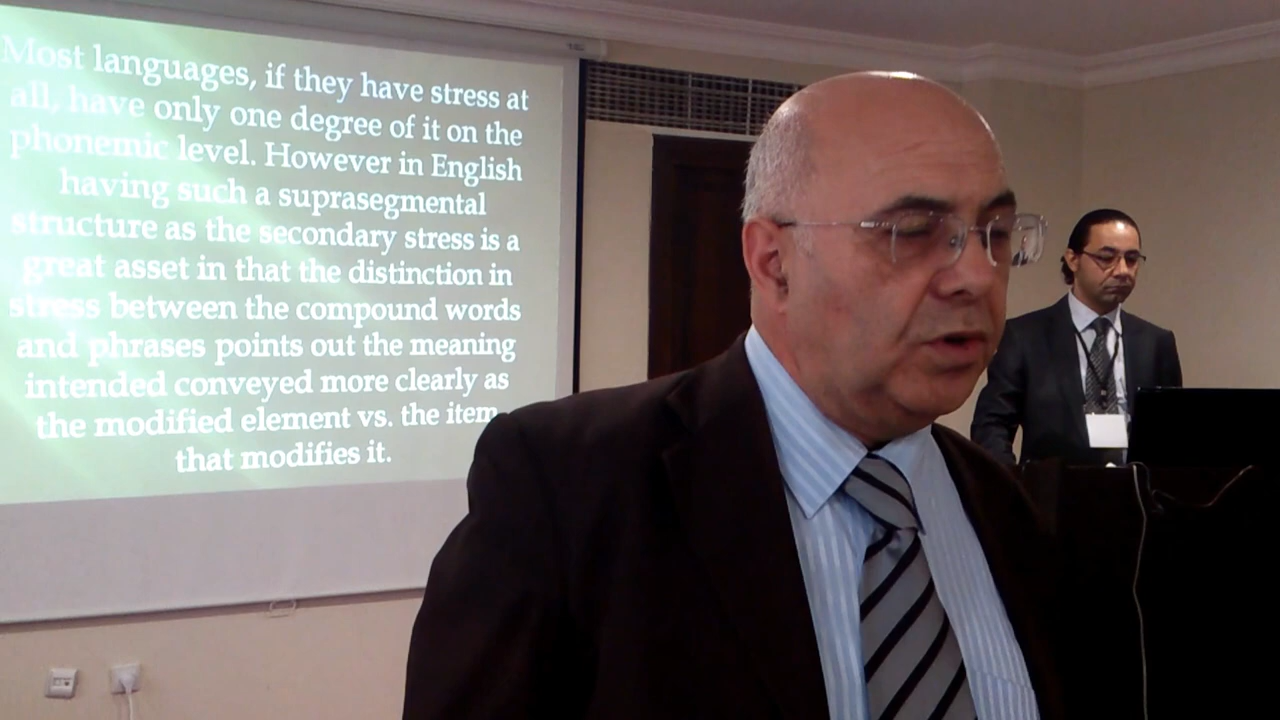 Most languages, if they have stress at
all, have only one degree of it on the
phonemic level. However in English
having such a suprasegmental
structure as the secondary stress is a
great asset in that the distinction in
stress between the compound words
and phrases points out the meaning
intended conveyed more clearly as
the modified element vs. the item
that modifies it.